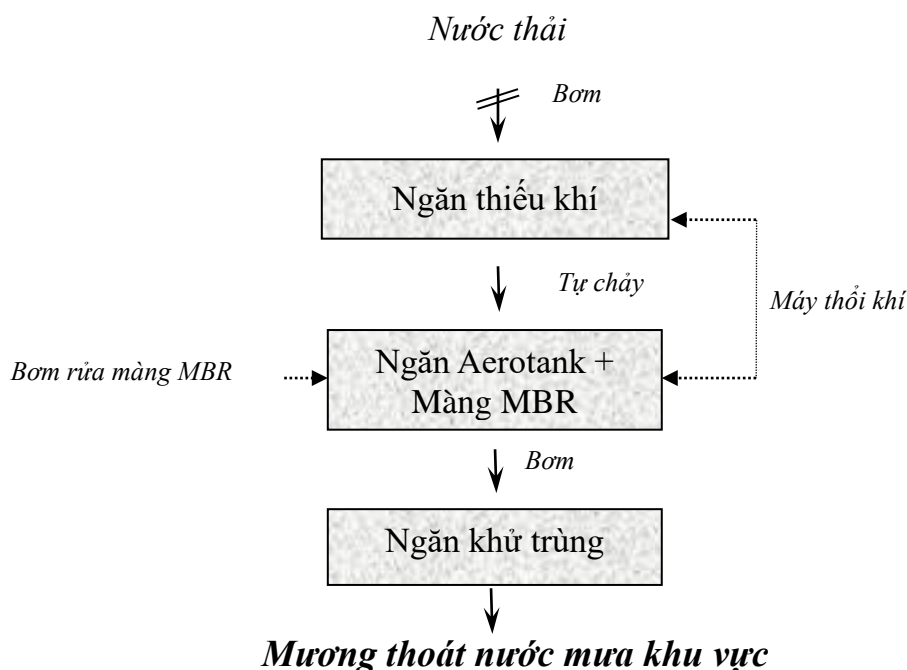 Nước thải
Bơm
Ngăn thiếu khí
Tự chảy
Máy thổi khí
Bơm rửa màng MBR
Ngăn Aerotank +
Màng MBR
Bơm
Ngăn khử trùng
Mương thoát nước mưa khu vực